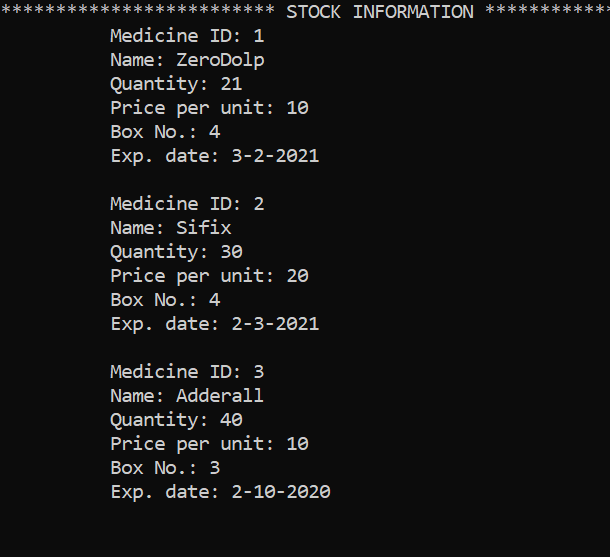 ************************* STOCK INFORMATION ************
Medicine ID: 1
Name: ZeroDolp
Quantity: 21
Price per unit: 10
Box No.: 4
Exp. date: 3-2-2021
Medicine ID: 2
Name: Sifix
Quantity: 30
Price per unit: 20
Box No.: 4
Exp. date: 2-3-2021
Medicine ID: 3
Name: Adderall
Quantity: 40
Price per unit: 10
Box No.: 3
Exp. date: 2-10-2020